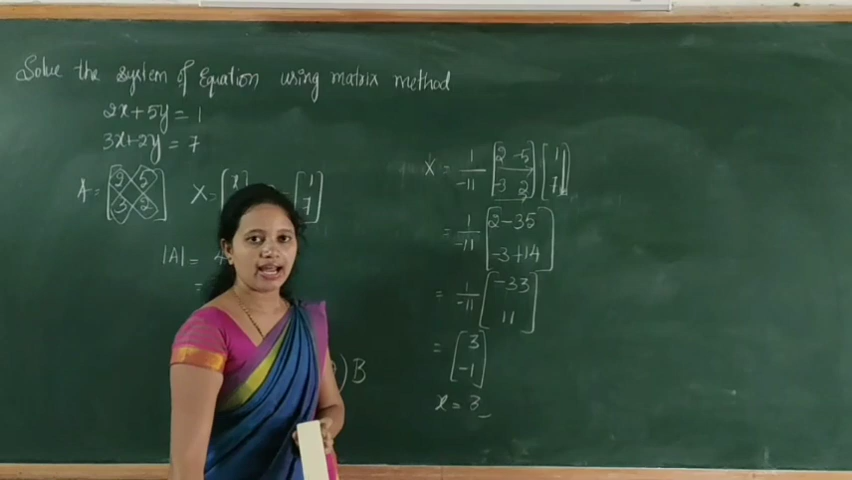 Solve the system of Equation using matrix method
2x+5y = 1
3x+2y = 7
A = [2 5
3 2] X = [x [1
7]
|A| = 4
=
) B
X = 1/-11 [2 -5
-3 2] [1
7]
= 1/-11 [2-35
-3+14]
= 1/-11 [-33
11]
= [3
-1]
x = 3